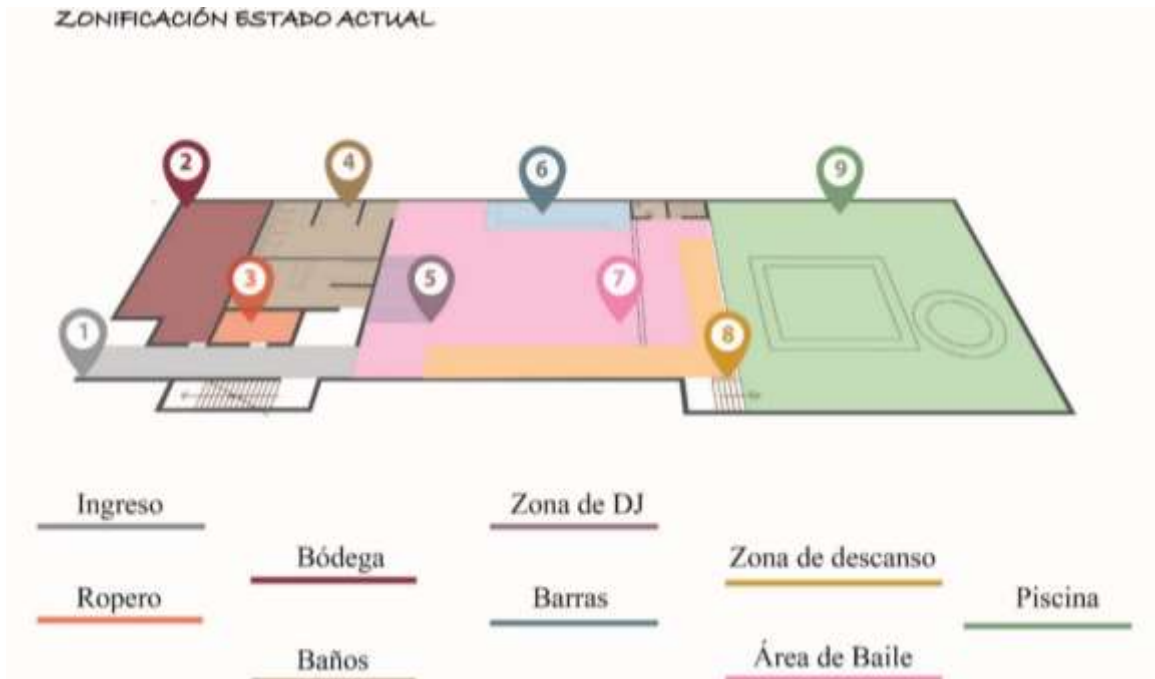 ZONIFICACIÓN ESTADO ACTUAL
2
4
6
9
3
5
7
1
8
Ingreso
Zona de DJ
Bódega
Zona de descanso
Ropero
Barras
Piscina
Baños
Área de Baile